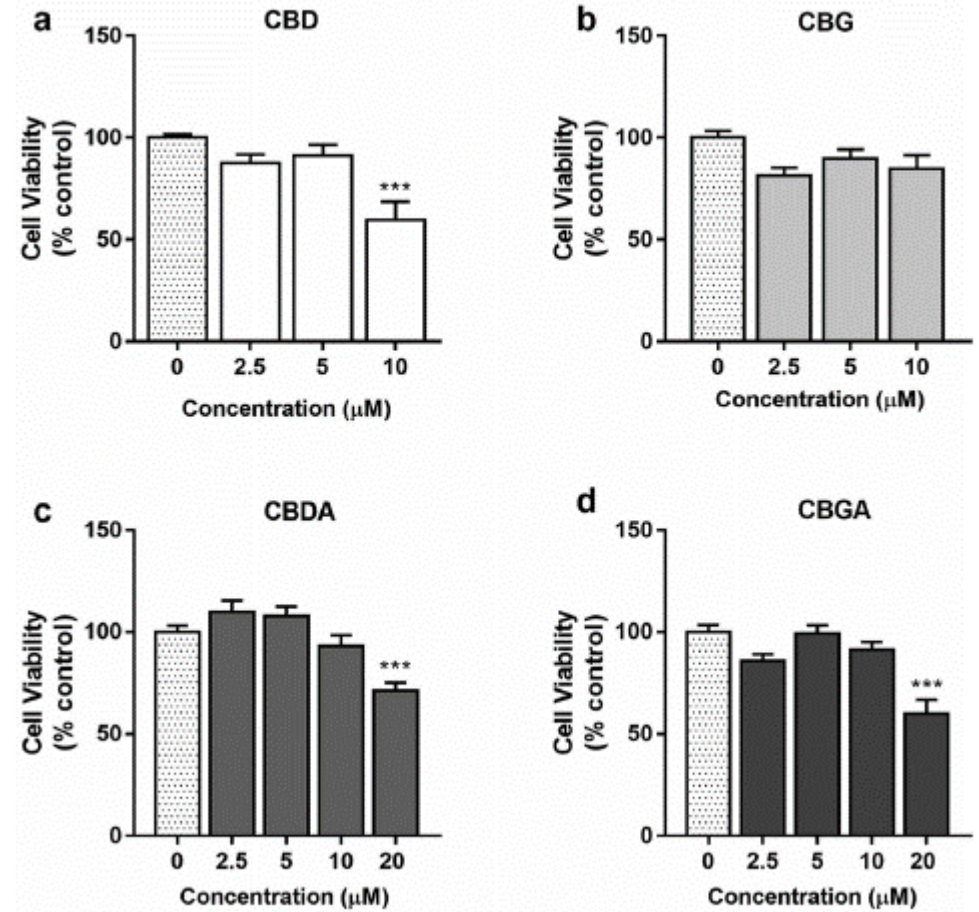 a
CBD
150
100
50
0
Cell Viability
(% control)
***
0 2.5 5 10
Concentration (μM)
b
CBG
150
100
50
0
Cell Viability
(% control)
0 2.5 5 10
Concentration (μM)
c
CBDA
150
100
50
0
Cell Viability
(% control)
***
0 2.5 5 10 20
Concentration (μM)
d
CBGA
150
100
50
0
Cell Viability
(% control)
***
0 2.5 5 10 20
Concentration (μM)